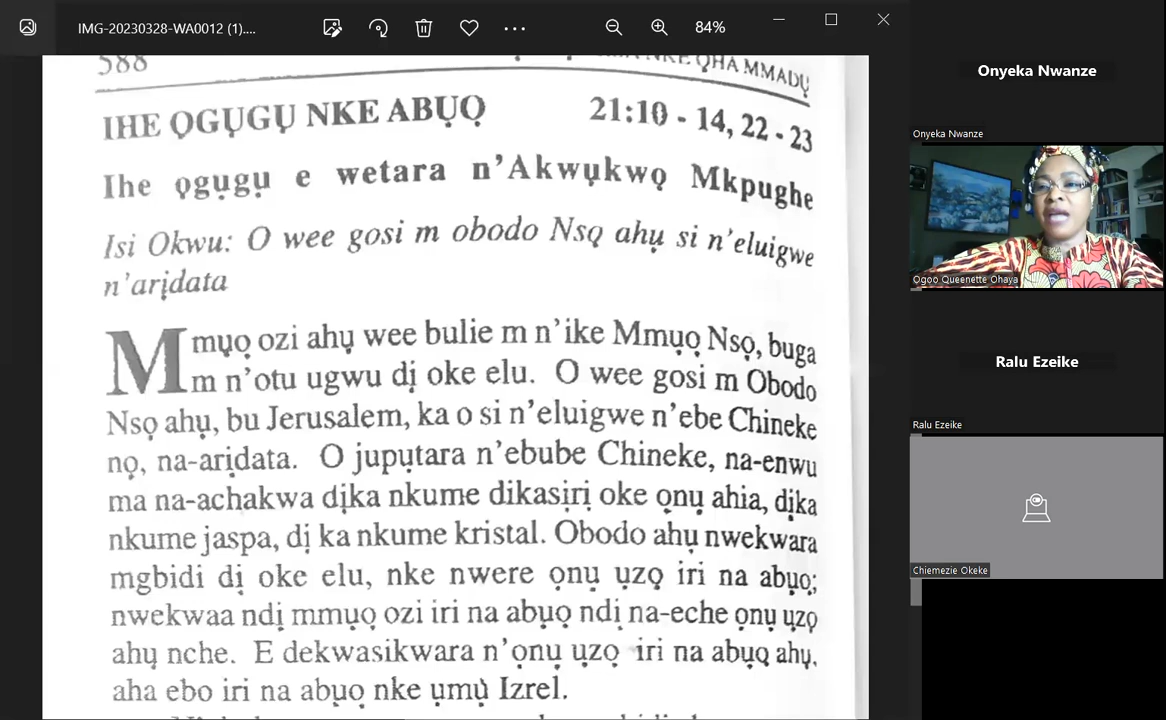 IMG-20230328-WA0012 (1)....
84%
588
NKE ỌHA MMADỤ
IHE ỌGỤGỤ NKE ABỤỌ 21:10 - 14, 22 - 23
Ihe ọgụgụ e wetara n’Akwụkwọ Mkpughe
Isi Okwu: O wee gosi m obodo Nsọ ahụ si n’eluigwe
n’arịdata
Mmụọ ozi ahụ wee bulie m n’ike Mmụọ Nsọ, buga
m n’otu ugwu dị oke elu. O wee gosi m Obodo
Nsọ ahụ, bu Jerusalem, ka o si n’eluigwe n’ebe Chineke
nọ, na-arịdata. O jupụtara n’ebube Chineke, na-enwu
ma na-achakwa dịka nkume dikasịrị oke ọnụ ahia, dịka
nkume jaspa, dị ka nkume kristal. Obodo ahụ nwekwara
mgbidi dị oke elu, nke nwere ọnụ ụzọ iri na abụọ;
nwekwaa ndị mmụọ ozi iri na abụọ ndị na-eche ọnụ ụzọ
ahụ nche. E dekwasikwara n’ọnụ ụzọ iri na abụọ ahụ,
aha ebo iri na abụọ nke ụmụ Izrel.
Onyeka Nwanze
Onyeka Nwanze
Ogoo Queenette Ohaya
Ralu Ezeike
Ralu Ezeike
Chiemezie Okeke